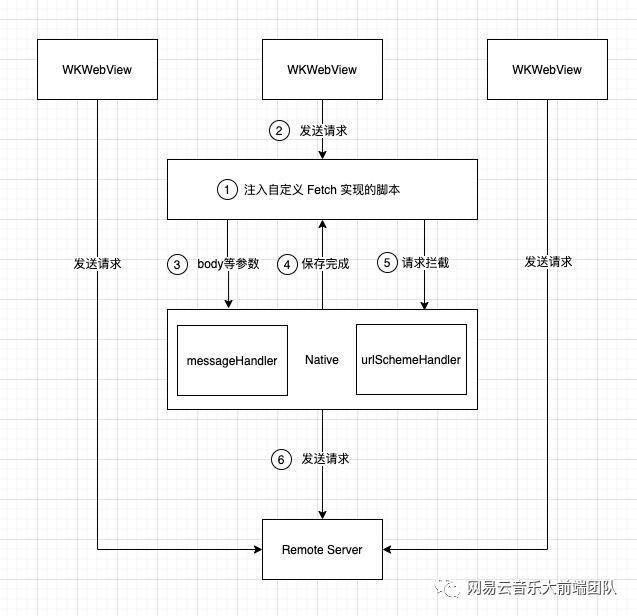 WKWebView
WKWebView
WKWebView
② 发送请求
① 注入自定义 Fetch 实现的脚本
发送请求
③ body等参数
④ 保存完成
⑤ 请求拦截
发送请求
messageHandler
Native
urlSchemeHandler
⑥ 发送请求
Remote Server
网易云音乐大前端团队